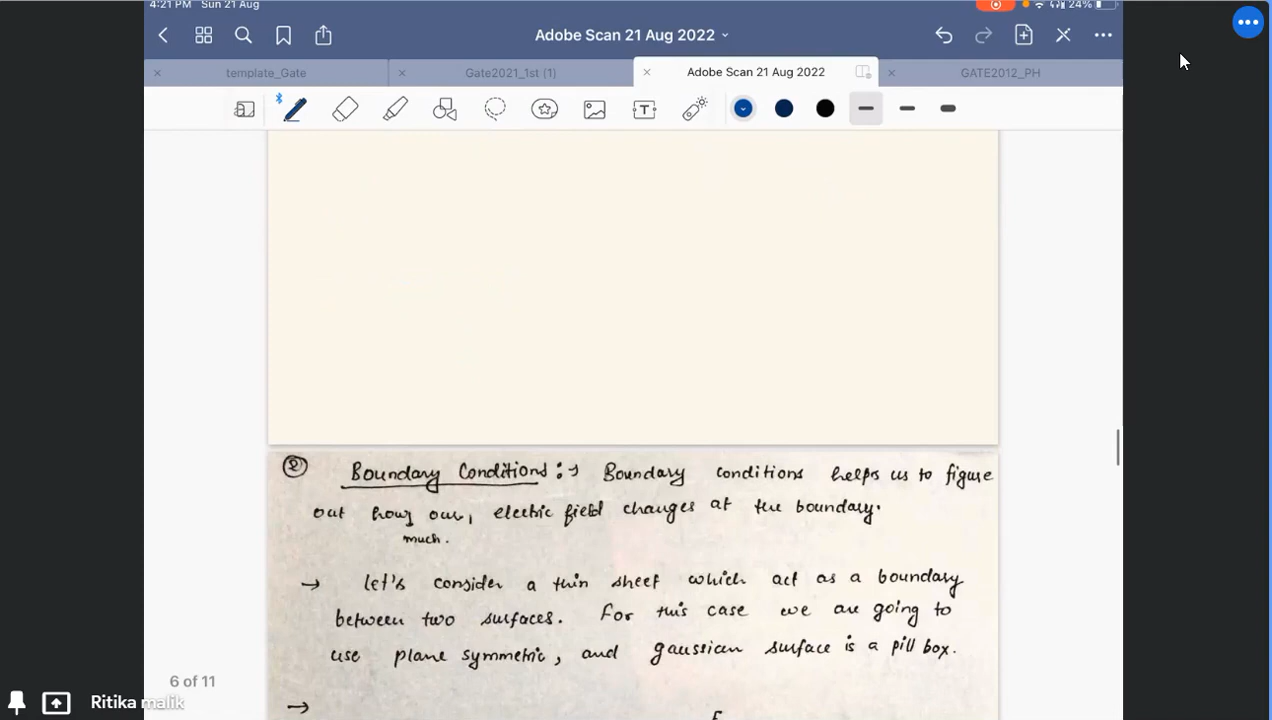 4:21 PM Sun 21 Aug
24%
Adobe Scan 21 Aug 2022
template_Gate
Gate2021_1st (1)
Adobe Scan 21 Aug 2022
GATE2012_PH
② Boundary Conditions :→ Boundary conditions helps us to figure
out how our, electric field changes at the boundary.
much.
→ let's consider a thin sheet which act as a boundary
between two surfaces. For this case we are going to
use plane symmetric, and gaussian surface is a pill box.
→
6 of 11
Ritika malik